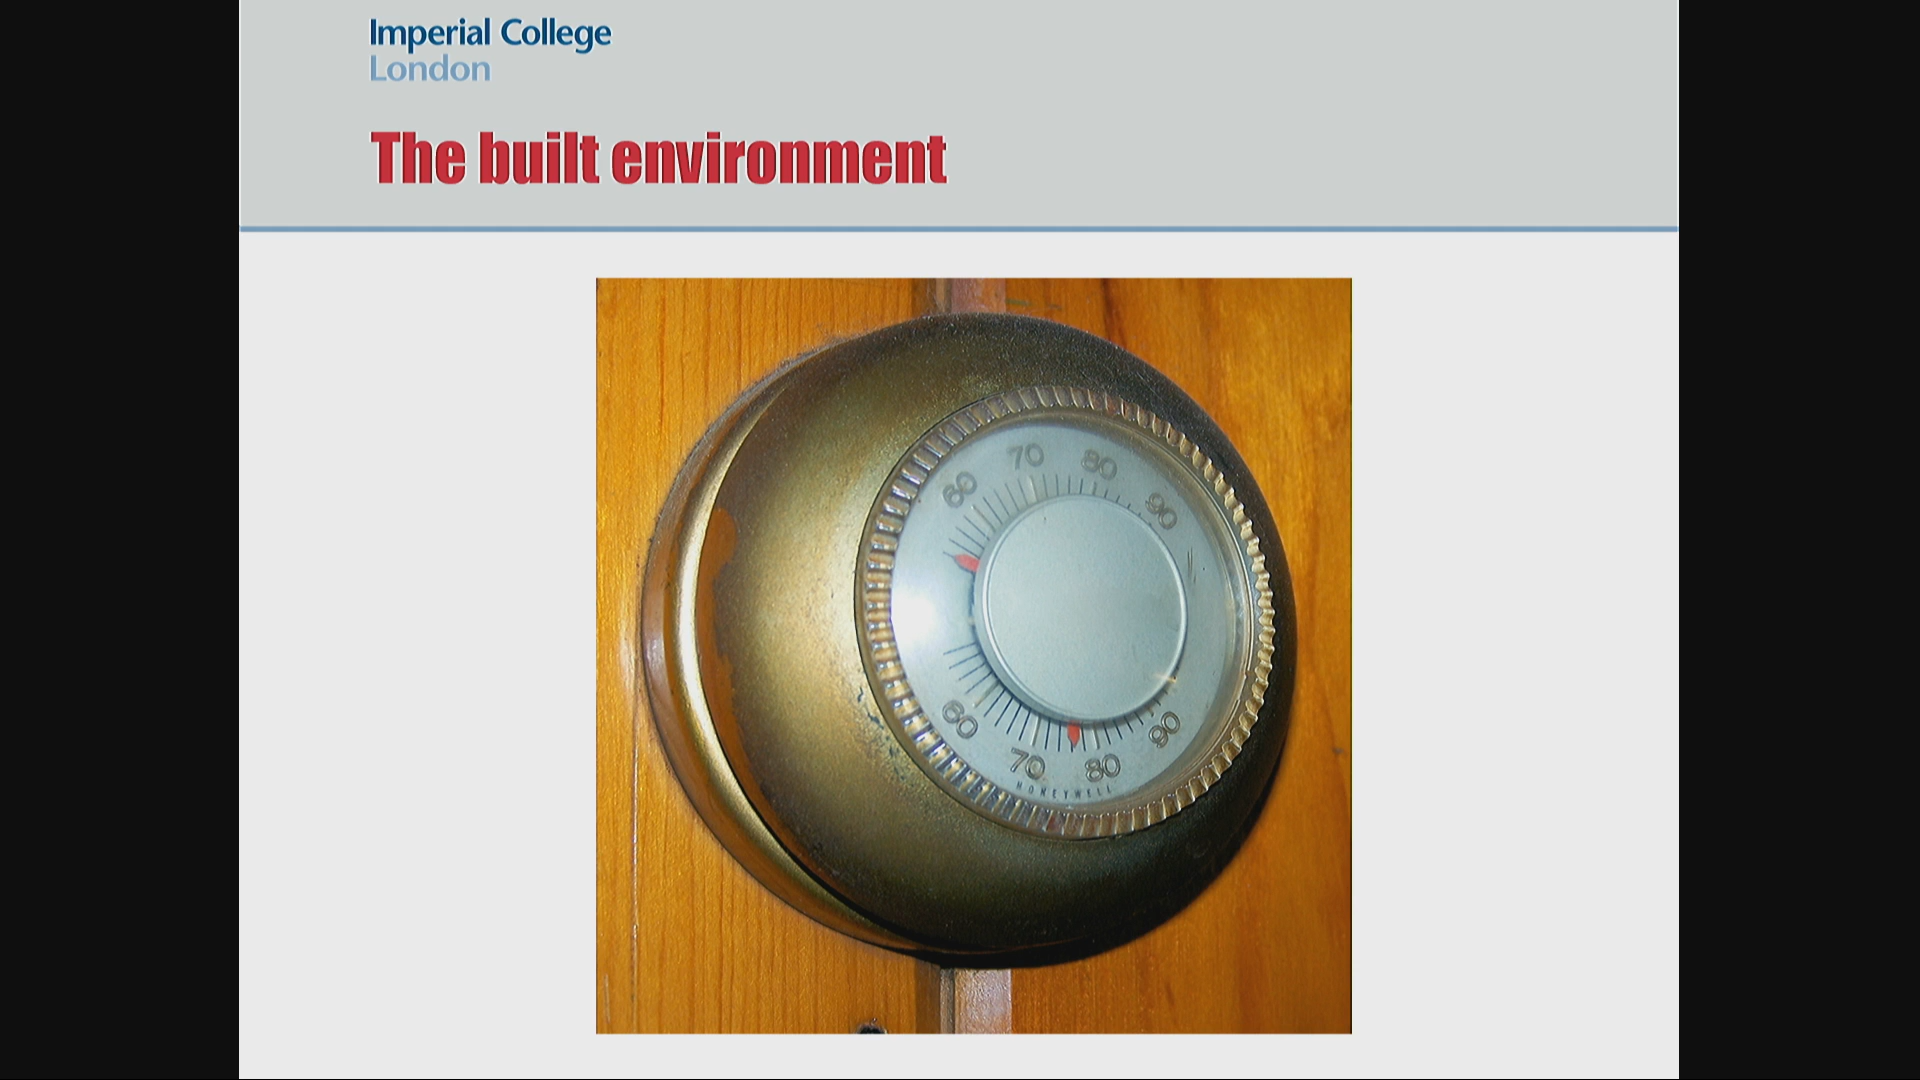 Imperial College
London
The built environment
60 70 80 90
60 70 80 90
HONEYWELL